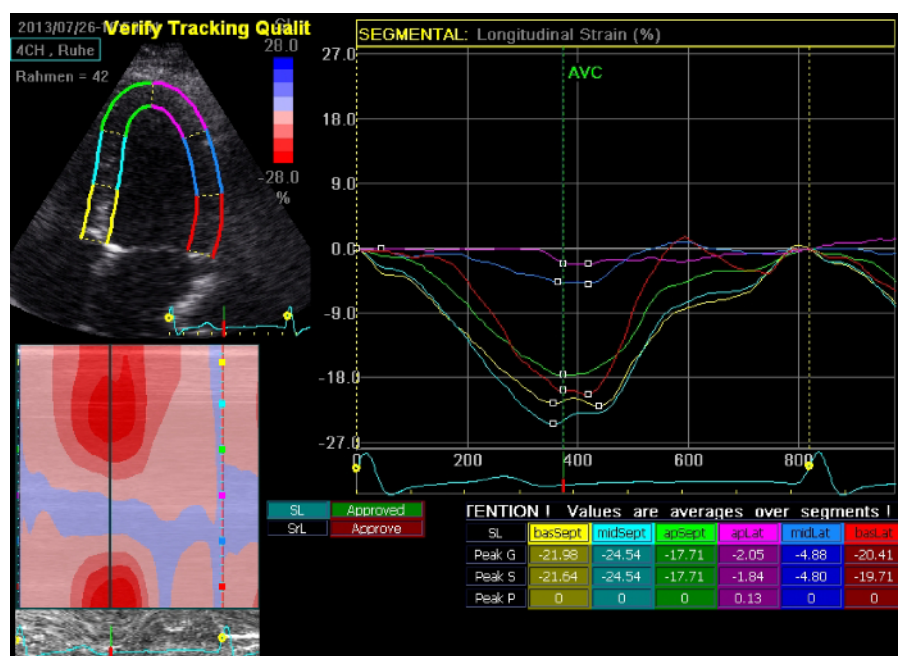 2013/07/26-
Verify Tracking Qualit
4CH , Ruhe
28.0
Rahmen = 42
-28.0
%
SEGMENTAL: Longitudinal Strain (%)
27.0
AVC
18.0
9.0
0.0
-9.0
-18.0
-27.0
0 200 400 600 800
SL Approved
SrL Approve
TENTION ! Values are averages over segments !
SL basSept midSept apSept apLat midLat basLat
Peak G -21.98 -24.54 -17.71 -2.05 -4.88 -20.41
Peak S -21.64 -24.54 -17.71 -1.84 -4.80 -19.71
Peak P 0 0 0 0.13 0 0